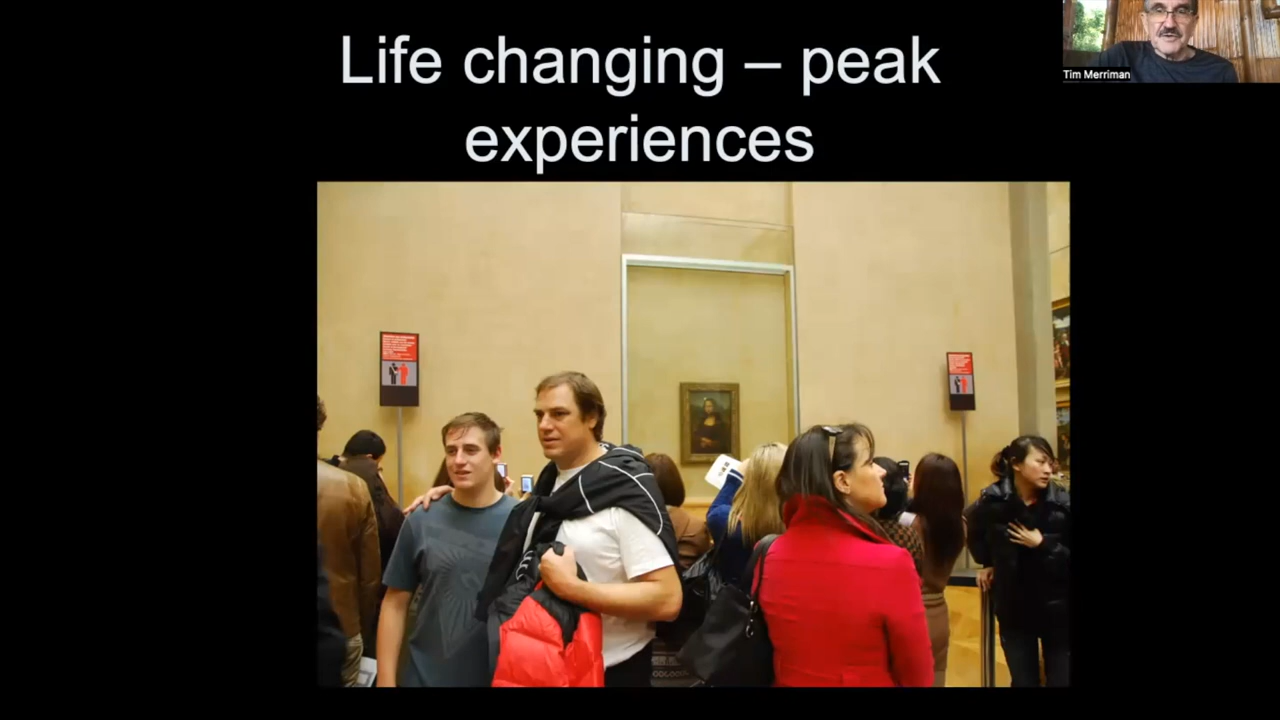 Life changing – peak
experiences
Tim Merriman